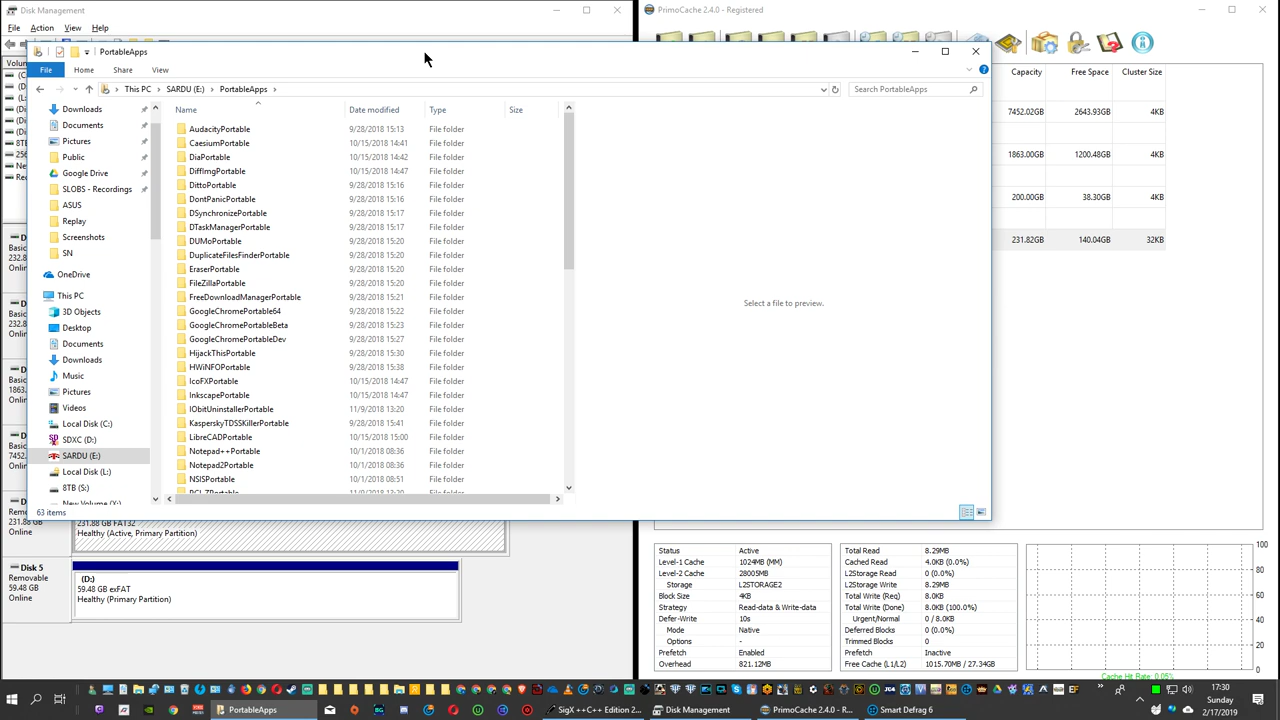 Disk Management
PrimoCache 2.4.0 - Registered
File Action View Help
PortableApps
File Home Share View
This PC SARDU (E:) PortableApps
Search PortableApps
Capacity Free Space Cluster Size
7452.02GB 2643.93GB 4KB
1863.00GB 1200.48GB 4KB
200.00GB 38.30GB 4KB
231.82GB 140.04GB 32KB
Downloads
Documents
Pictures
Public
Google Drive
SLOBS - Recordings
ASUS
Replay
Screenshots
SN
OneDrive
This PC
3D Objects
Desktop
Documents
Downloads
Music
Pictures
Videos
Local Disk (C:)
SDXC (D:)
SARDU (E:)
Local Disk (L:)
8TB (S:)
New Volume (X:)
Name Date modified Type Size
AudacityPortable 9/28/2018 15:13 File folder
CaesiumPortable 10/15/2018 14:41 File folder
DiaPortable 10/15/2018 14:42 File folder
DiffImgPortable 10/15/2018 14:47 File folder
DittoPortable 9/28/2018 15:16 File folder
DontPanicPortable 9/28/2018 15:16 File folder
DSynchronizePortable 9/28/2018 15:17 File folder
DTaskManagerPortable 9/28/2018 15:17 File folder
DUMoPortable 9/28/2018 15:20 File folder
DuplicateFilesFinderPortable 9/28/2018 15:20 File folder
EraserPortable 9/28/2018 15:20 File folder
FileZillaPortable 9/28/2018 15:20 File folder
FreeDownloadManagerPortable 9/28/2018 15:21 File folder
GoogleChromePortable64 9/28/2018 15:22 File folder
GoogleChromePortableBeta 9/28/2018 15:23 File folder
GoogleChromePortableDev 9/28/2018 15:27 File folder
HijackThisPortable 9/28/2018 15:30 File folder
HWiNFOPortable 9/28/2018 15:38 File folder
IcoFXPortable 10/15/2018 14:47 File folder
InkscapePortable 10/15/2018 14:47 File folder
IObitUninstallerPortable 11/9/2018 13:20 File folder
KasperskyTDSSKillerPortable 9/28/2018 15:41 File folder
LibreCADPortable 10/15/2018 15:00 File folder
Notepad++Portable 10/1/2018 08:36 File folder
Notepad2Portable 10/1/2018 08:36 File folder
NSISPortable 10/1/2018 08:51 File folder
Select a file to preview.
63 items
231.88 GB
Online
231.88 GB FAT32
Healthy (Active, Primary Partition)
Disk 5
Removable
59.48 GB
Online
(D:)
59.48 GB exFAT
Healthy (Primary Partition)
Status Active
Level-1 Cache 1024MB (MM)
Level-2 Cache 28005MB
Storage L2STORAGE2
Block Size 4KB
Strategy Read-data & Write-data
Defer-Write 10s
Mode Native
Options -
Prefetch Enabled
Overhead 821.12MB
Total Read 8.29MB
Cached Read 4.0KB (0.0%)
L2Storage Read 0 (0.0%)
L2Storage Write 8.29MB
Total Write (Req) 8.0KB
Total Write (Done) 8.0KB (100.0%)
Urgent/Normal 0 / 8.0KB
Deferred Blocks 0 (0.0%)
Trimmed Blocks 0
Prefetch Inactive
Free Cache (L1/L2) 1015.70MB / 27.34GB
100
80
60
40
20
0
Cache Hit Rate: 0.05%
17:30
Sunday
2/17/2019
PortableApps
SigX ++C++ Edition 2...
Disk Management
PrimoCache 2.4.0 - R...
Smart Defrag 6